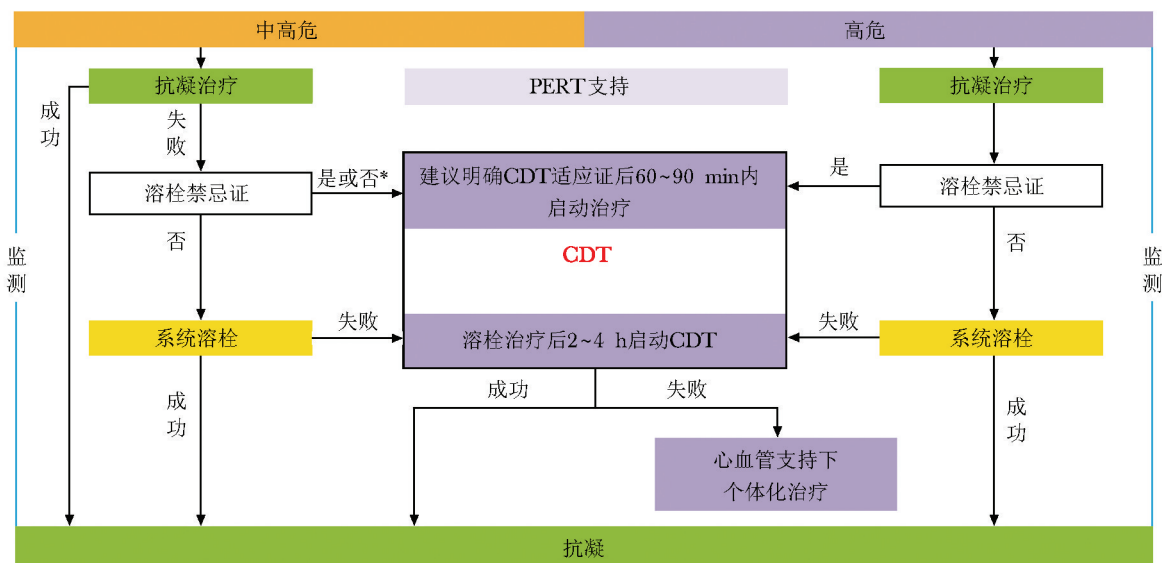 中高危
高危
抗凝治疗
PERT支持
抗凝治疗
成功
失败
溶栓禁忌证
是或否*
建议明确CDT适应证后60~90 min内
启动治疗
是
溶栓禁忌证
否
CDT
否
监测
监测
系统溶栓
失败
溶栓治疗后2~4 h启动CDT
失败
系统溶栓
成功
成功
失败
成功
心血管支持下
个体化治疗
抗凝